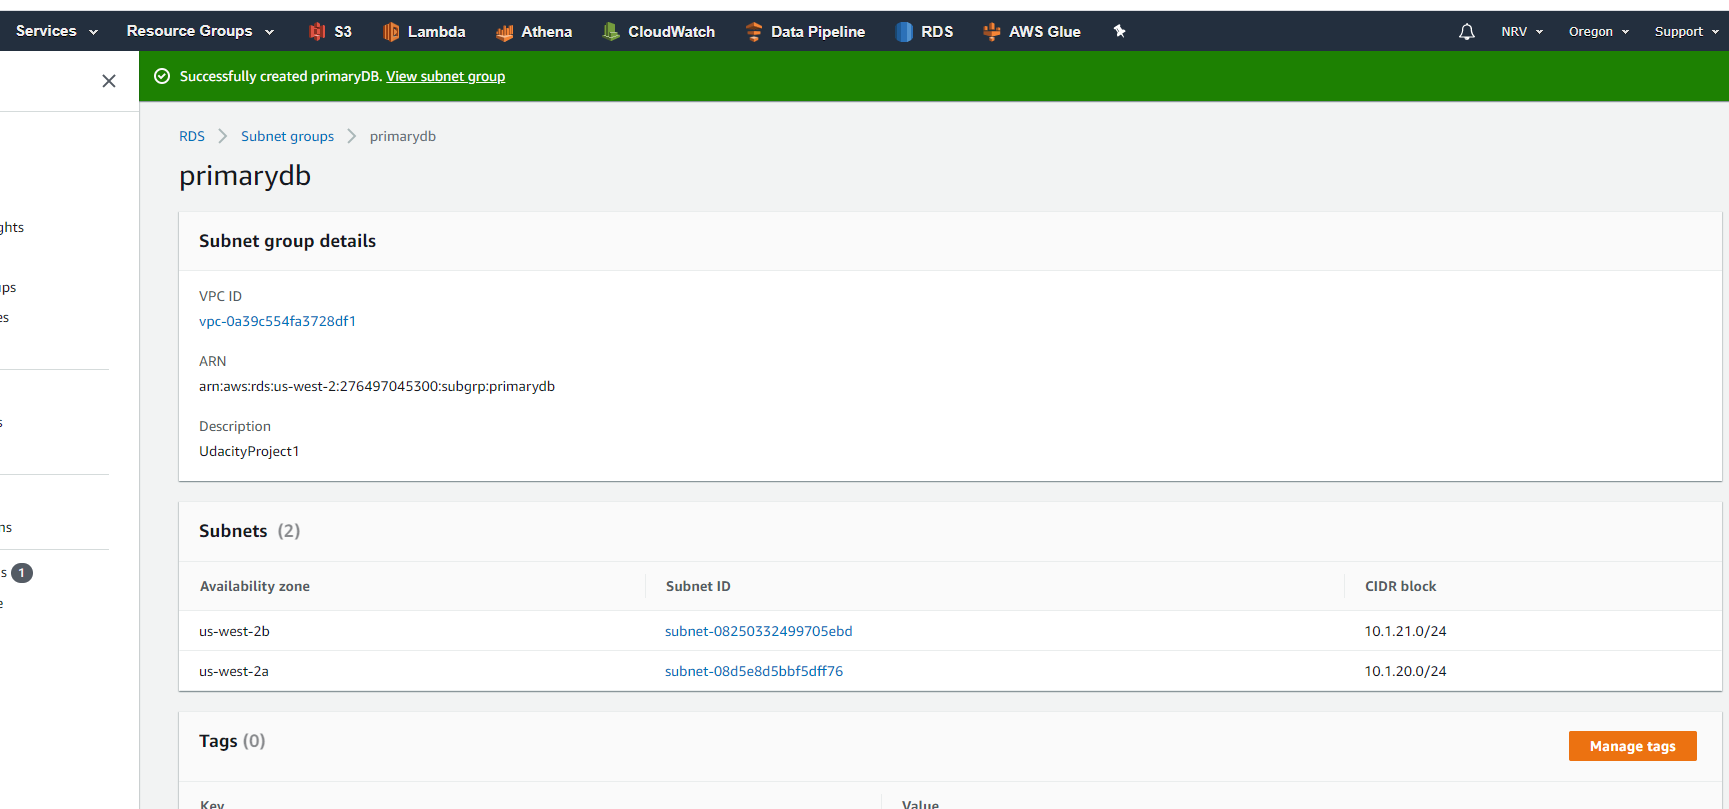 Services Resource Groups S3 Lambda Athena CloudWatch Data Pipeline RDS AWS Glue NRV Oregon Support
Successfully created primaryDB. View subnet group
RDS Subnet groups primarydb
primarydb
ghts
Subnet group details
ups
VPC ID
es
vpc-0a39c554fa3728df1
ARN
arn:aws:rds:us-west-2:276497045300:subgrp:primarydb
s
Description
UdacityProject1
ns
Subnets (2)
s 1
Availability zone Subnet ID CIDR block
e
us-west-2b subnet-08250332499705ebd 10.1.21.0/24
us-west-2a subnet-08d5e8d5bbf5dff76 10.1.20.0/24
Tags (0)
Manage tags
Key Value